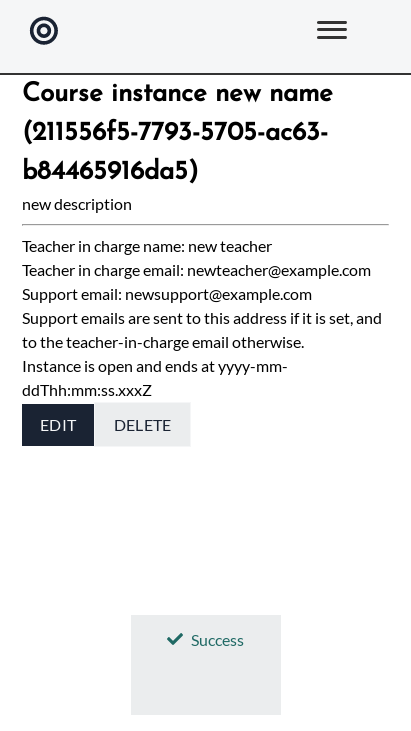 Course instance new name
(211556f5-7793-5705-ac63-
b84465916da5)
new description
Teacher in charge name: new teacher
Teacher in charge email: newteacher@example.com
Support email: newsupport@example.com
Support emails are sent to this address if it is set, and
to the teacher-in-charge email otherwise.
Instance is open and ends at yyyy-mm-
ddThh:mm:ss.xxxZ
EDIT DELETE
Success